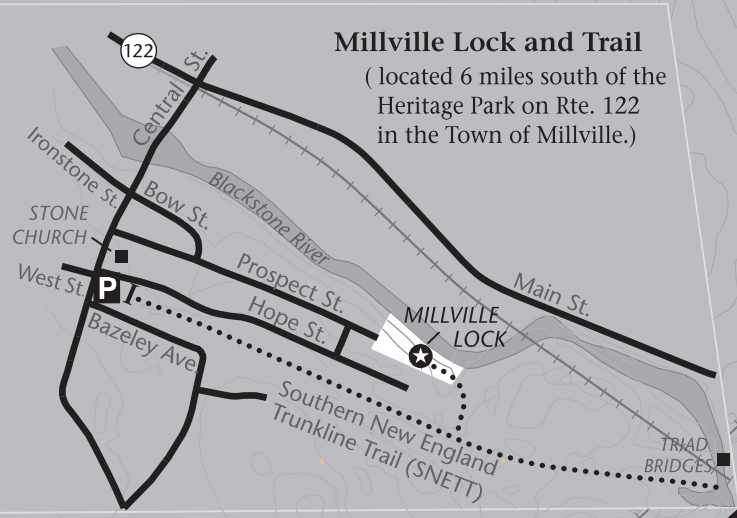 Millville Lock and Trail
( located 6 miles south of the
Heritage Park on Rte. 122
in the Town of Millville.)
122
Central St.
Ironstone St.
Bow St.
Blackstone River
STONE
CHURCH
West St.
P
Prospect St.
Hope St.
Main St.
MILLVILLE
LOCK
Bazeley Ave.
Southern New England
Trunkline Trail (SNETT)
TRIAD
BRIDGES